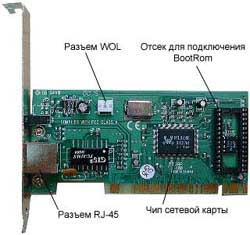 Разъем WOL
Отсек для подключения
BootRom
Разъем RJ-45
Чип сетевой карты